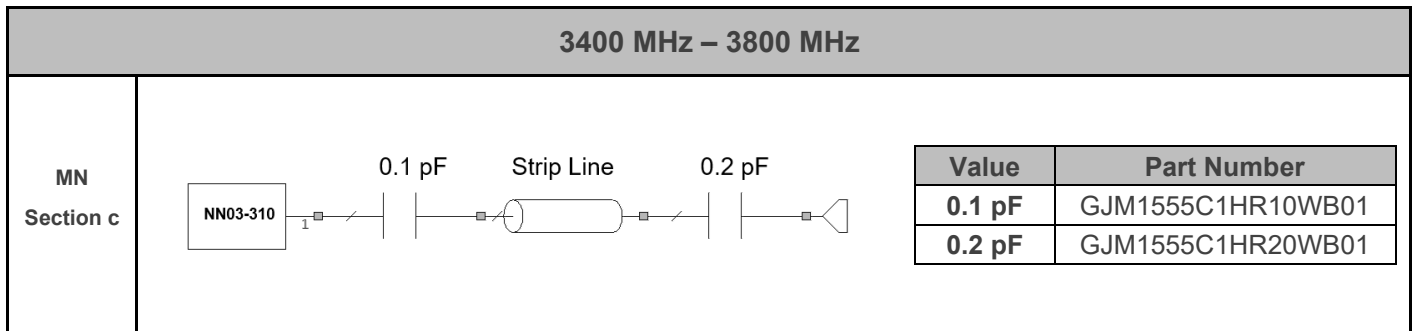 3400 MHz – 3800 MHz
MN
Section c
NN03-310
1
0.1 pF
Strip Line
0.2 pF
Value Part Number
0.1 pF GJM1555C1HR10WB01
0.2 pF GJM1555C1HR20WB01